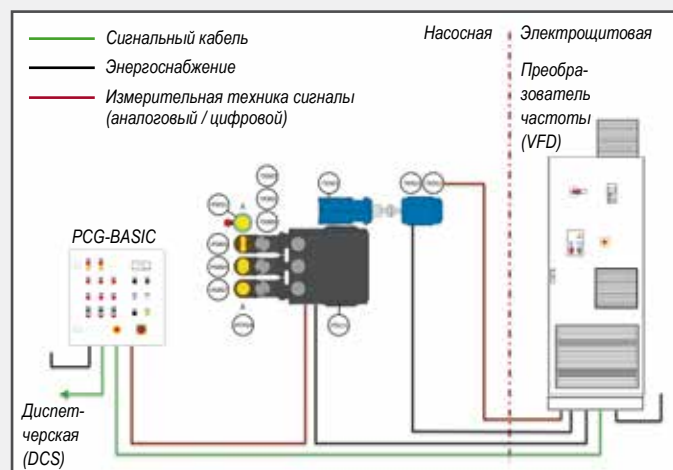 Сигнальный кабель
Энергоснабжение
Измерительная техника сигналы
(аналоговый / цифровой)
Насосная
Электрощитовая
Преобра-
зователь
частоты
(VFD)
PCG-BASIC
Диспет-
черская
(DCS)